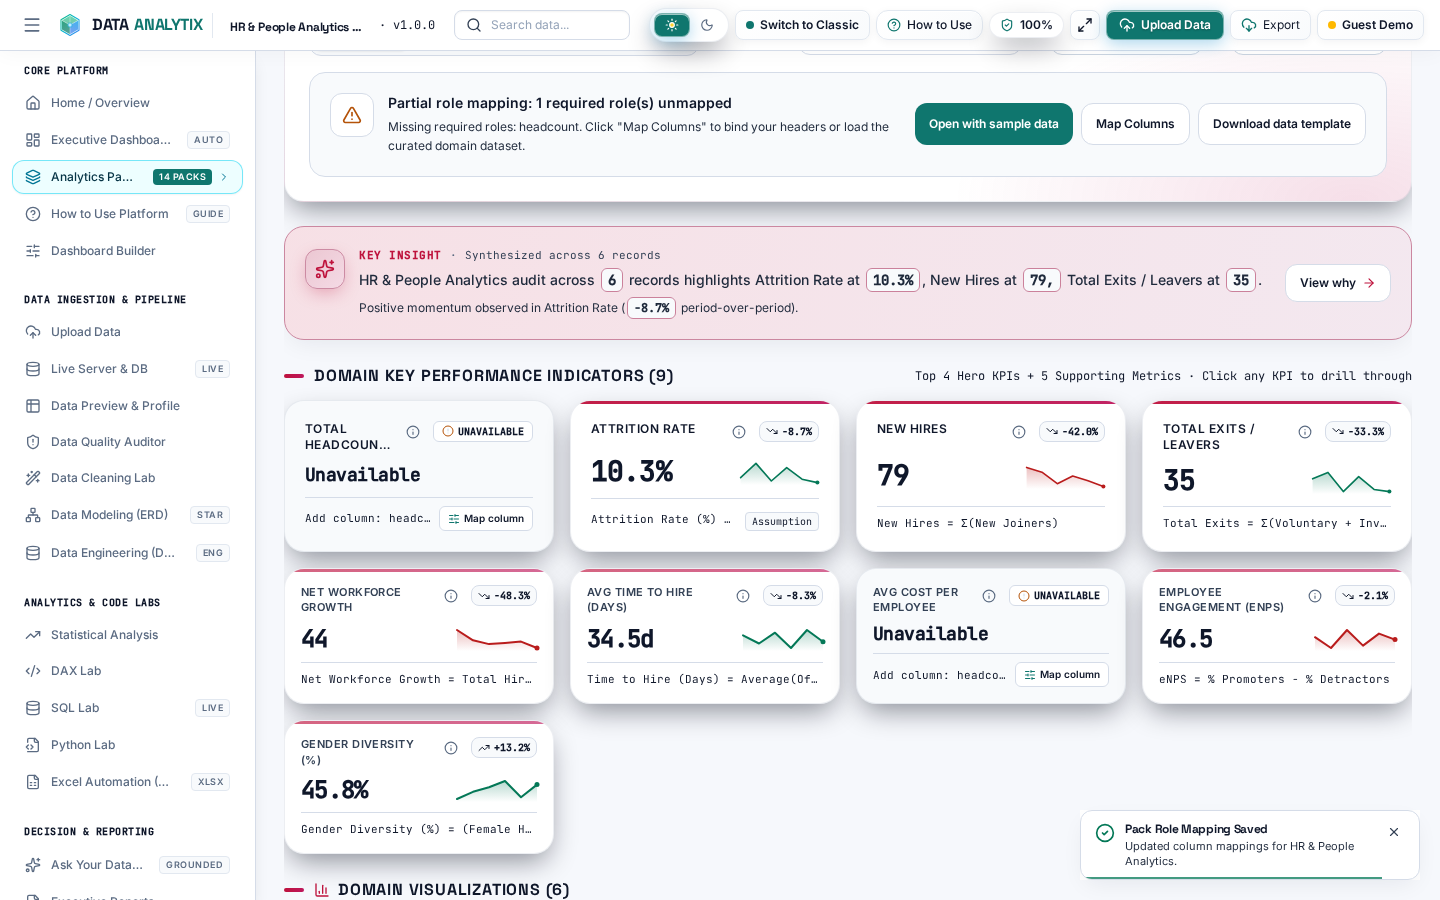 DATA ANALYTIX
HR & People Analytics ...
· v1.0.0
Search data...
Switch to Classic
How to Use
100%
Upload Data
Export
Guest Demo
CORE PLATFORM
Home / Overview
Executive Dashboa...
AUTO
Analytics Pa...
14 PACKS
How to Use Platform
GUIDE
Dashboard Builder
DATA INGESTION & PIPELINE
Upload Data
Live Server & DB
LIVE
Data Preview & Profile
Data Quality Auditor
Data Cleaning Lab
Data Modeling (ERD)
STAR
Data Engineering (D...
ENG
ANALYTICS & CODE LABS
Statistical Analysis
DAX Lab
SQL Lab
LIVE
Python Lab
Excel Automation (...
XLSX
DECISION & REPORTING
Ask Your Data...
GROUNDED
Executive Reports
Partial role mapping: 1 required role(s) unmapped
Missing required roles: headcount. Click "Map Columns" to bind your headers or load the
curated domain dataset.
Open with sample data
Map Columns
Download data template
KEY INSIGHT · Synthesized across 6 records
HR & People Analytics audit across 6 records highlights Attrition Rate at 10.3% , New Hires at 79, Total Exits / Leavers at 35 .
Positive momentum observed in Attrition Rate ( -8.7% period-over-period).
View why
DOMAIN KEY PERFORMANCE INDICATORS (9)
Top 4 Hero KPIs + 5 Supporting Metrics · Click any KPI to drill through
TOTAL
HEADCOUN...
UNAVAILABLE
Unavailable
Add column: headc...
Map column
ATTRITION RATE
-8.7%
10.3%
Attrition Rate (%) ...
Assumption
NEW HIRES
-42.0%
79
New Hires = Σ(New Joiners)
TOTAL EXITS /
LEAVERS
-33.3%
35
Total Exits = Σ(Voluntary + Inv...
NET WORKFORCE
GROWTH
-48.3%
44
Net Workforce Growth = Total Hir...
AVG TIME TO HIRE
(DAYS)
-8.3%
34.5d
Time to Hire (Days) = Average(Of...
AVG COST PER
EMPLOYEE
UNAVAILABLE
Unavailable
Add column: headco...
Map column
EMPLOYEE
ENGAGEMENT (ENPS)
-2.1%
46.5
eNPS = % Promoters - % Detractors
GENDER DIVERSITY
(%)
+13.2%
45.8%
Gender Diversity (%) = (Female H...
DOMAIN VISUALIZATIONS (6)
Pack Role Mapping Saved
Updated column mappings for HR & People
Analytics.